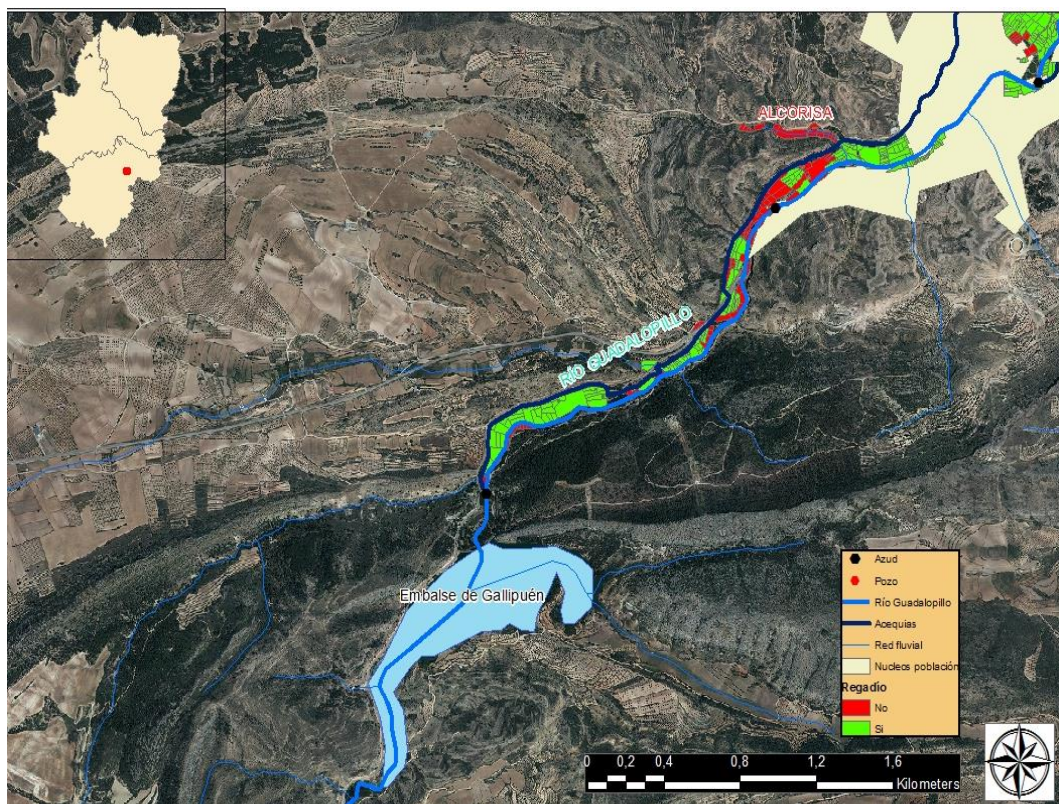 ALCORISA
RÍO GUADALOPILLO
Embalse de Gallipuén
Azud
Pozo
Río Guadalopillo
Acequias
Red fluvial
Nucleos población
Regadio
No
Si
0 0,2 0,4 0,8 1,2 1,6
Kilometers